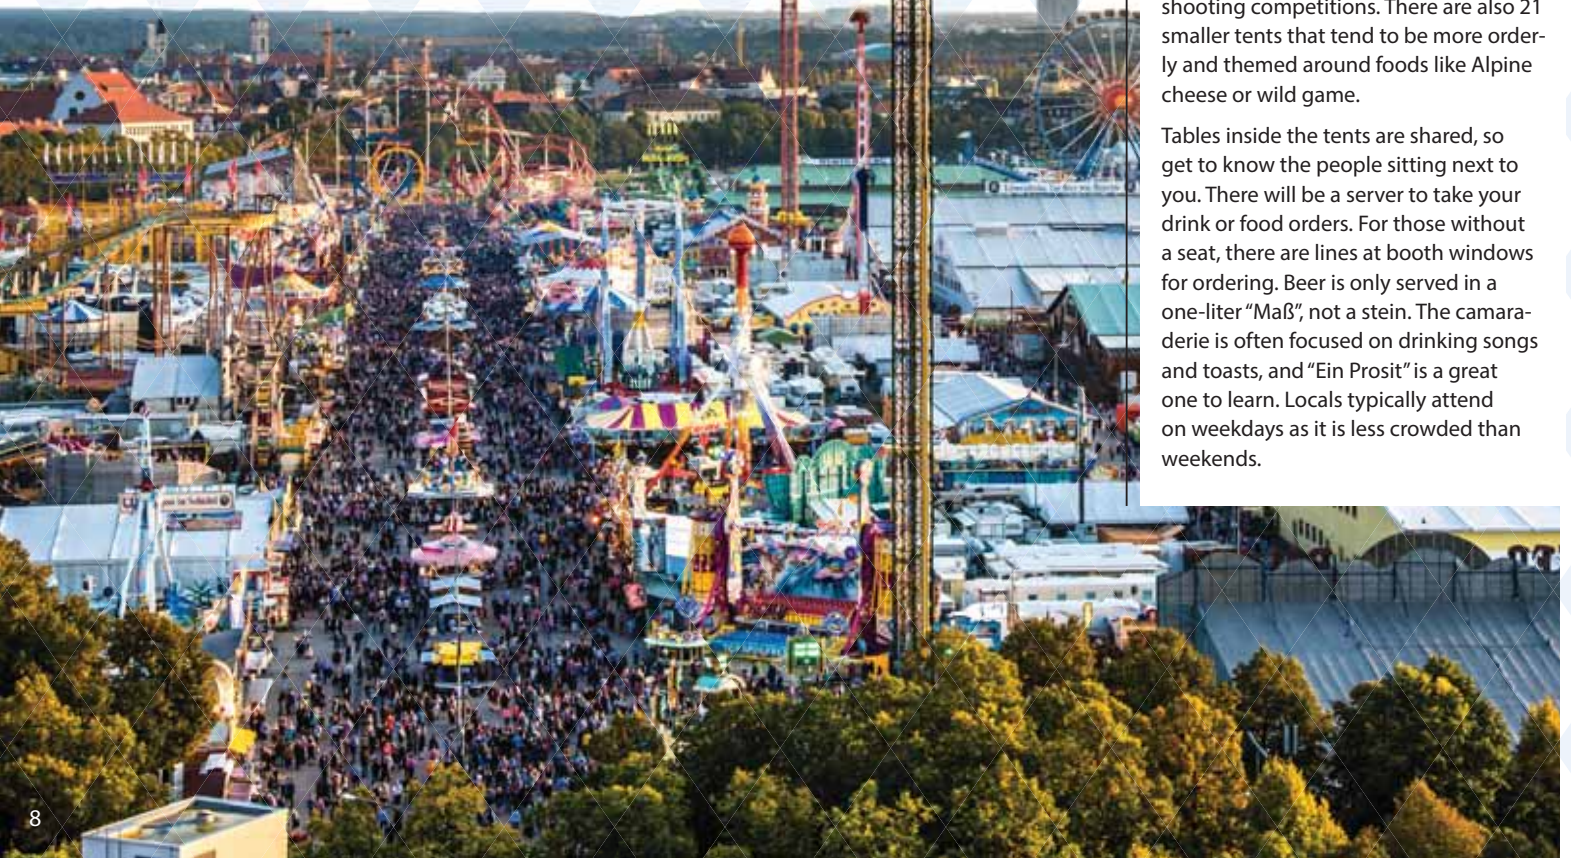 shooting competitions. There are also 21
smaller tents that tend to be more order-
ly and themed around foods like Alpine
cheese or wild game.
Tables inside the tents are shared, so
get to know the people sitting next to
you. There will be a server to take your
drink or food orders. For those without
a seat, there are lines at booth windows
for ordering. Beer is only served in a
one-liter “Maß”, not a stein. The camara-
derie is often focused on drinking songs
and toasts, and “Ein Prosit” is a great
one to learn. Locals typically attend
on weekdays as it is less crowded than
weekends.
8